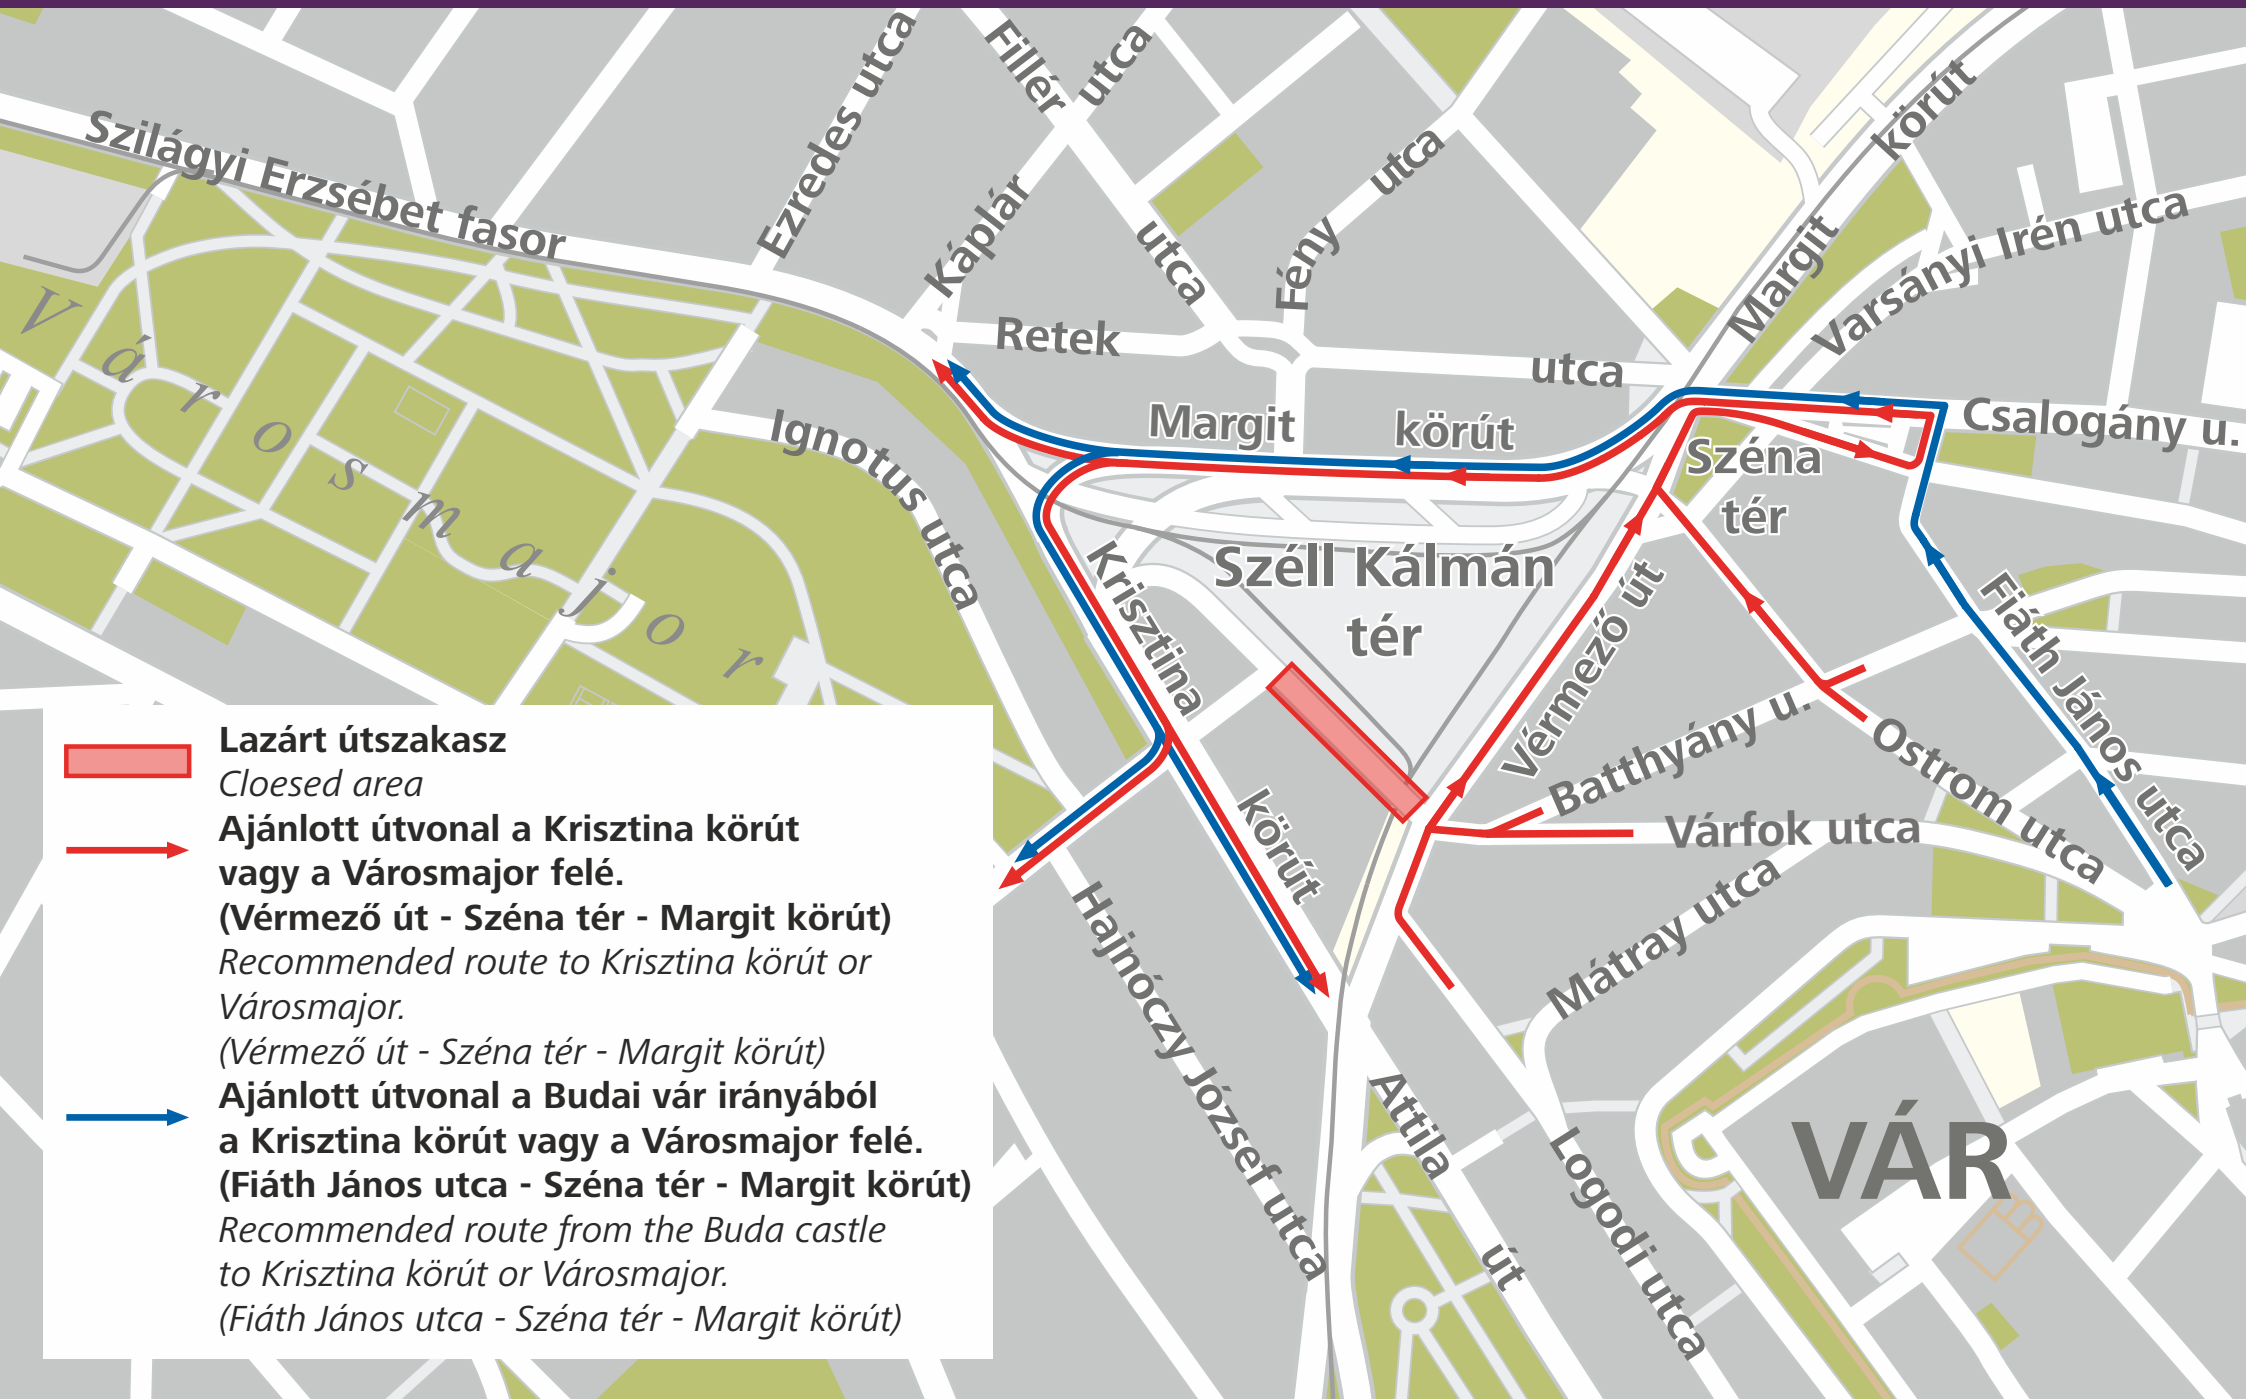 Szilágyi Erzsébet fasor
Ezredes utca
Fillér utca
Káplár utca
Fény utca
Retek utca
Margit körút
Margit körút
Varsányi Irén utca
Csalogány u.
Széna
tér
Városmajor
Ignotus utca
Krisztina körút
Széll Kálmán
tér
Vérmező út
Fiáth János utca
Batthyány u.
Ostrom utca
Várfok utca
Mátray utca
Hajnóczy József utca
Attila út
Logodi utca
VÁR
Lazárt útszakasz
Cloesed area
Ajánlott útvonal a Krisztina körút
vagy a Városmajor felé.
(Vérmező út - Széna tér - Margit körút)
Recommended route to Krisztina körút or
Városmajor.
(Vérmező út - Széna tér - Margit körút)
Ajánlott útvonal a Budai vár irányából
a Krisztina körút vagy a Városmajor felé.
(Fiáth János utca - Széna tér - Margit körút)
Recommended route from the Buda castle
to Krisztina körút or Városmajor.
(Fiáth János utca - Széna tér - Margit körút)